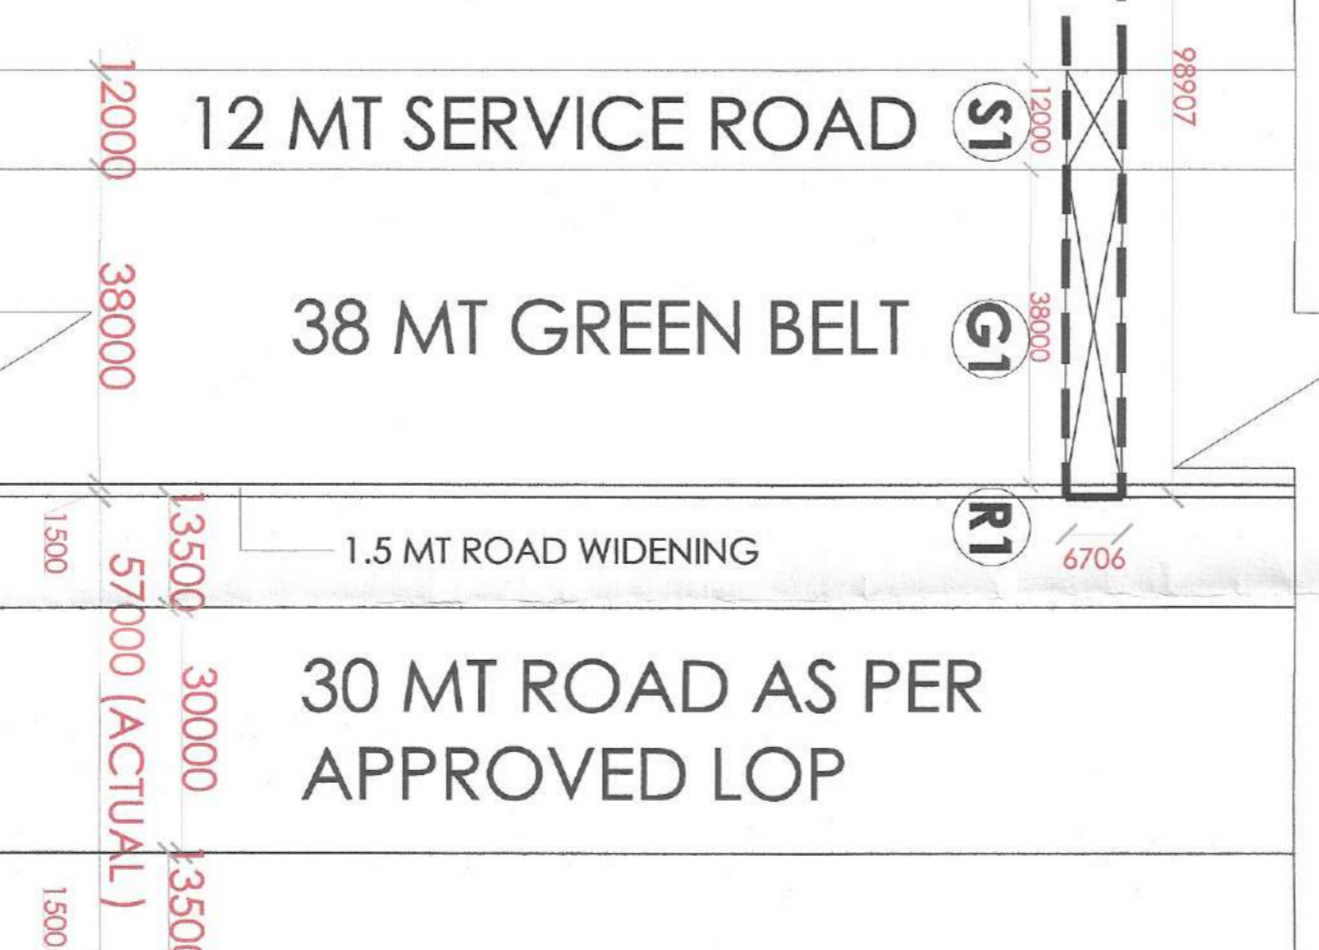 12000
12 MT SERVICE ROAD
S1
12000
98907
38000
38 MT GREEN BELT
G1
38000
1500
13500
1.5 MT ROAD WIDENING
R1
6706
57000 (ACTUAL )
30000
30 MT ROAD AS PER
APPROVED LOP
1500
1350